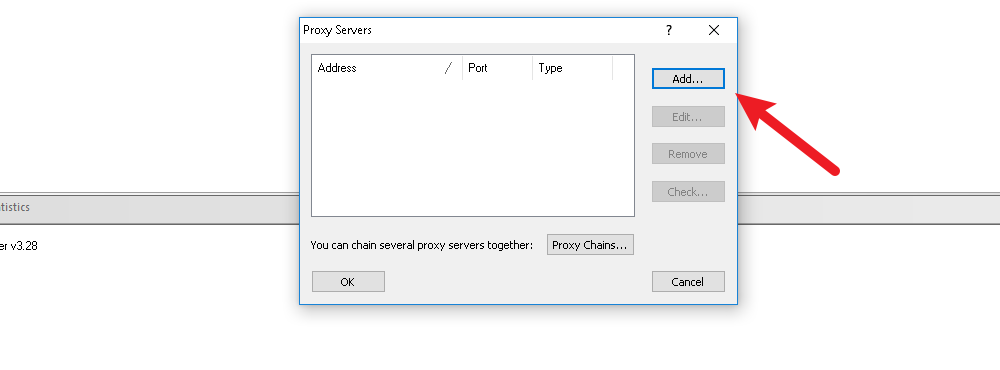 Proxy Servers
?
Address / Port Type
Add...
Edit...
Remove
Check...
tistics
er v3.28
You can chain several proxy servers together: Proxy Chains...
OK Cancel